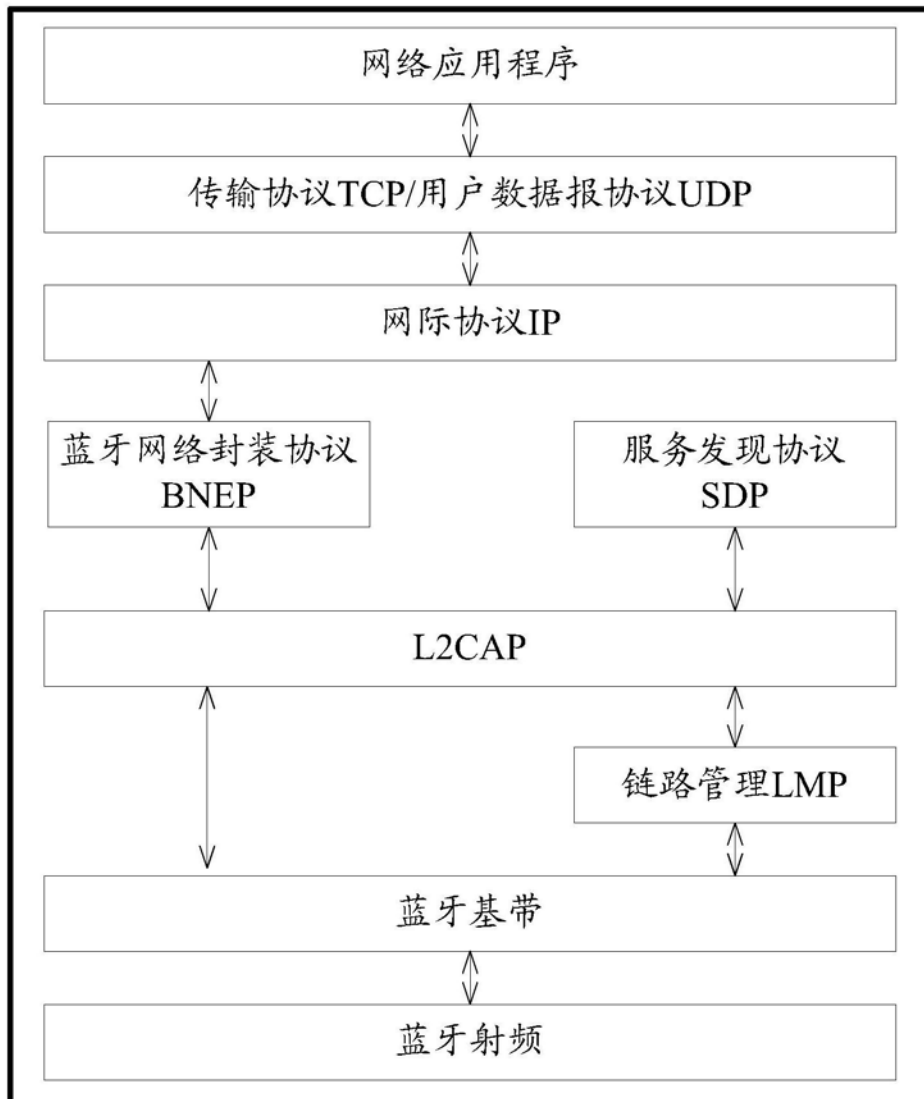 网络应用程序
传输协议TCP/用户数据报协议UDP
网际协议IP
蓝牙网络封装协议
BNEP
服务发现协议
SDP
L2CAP
链路管理LMP
蓝牙基带
蓝牙射频